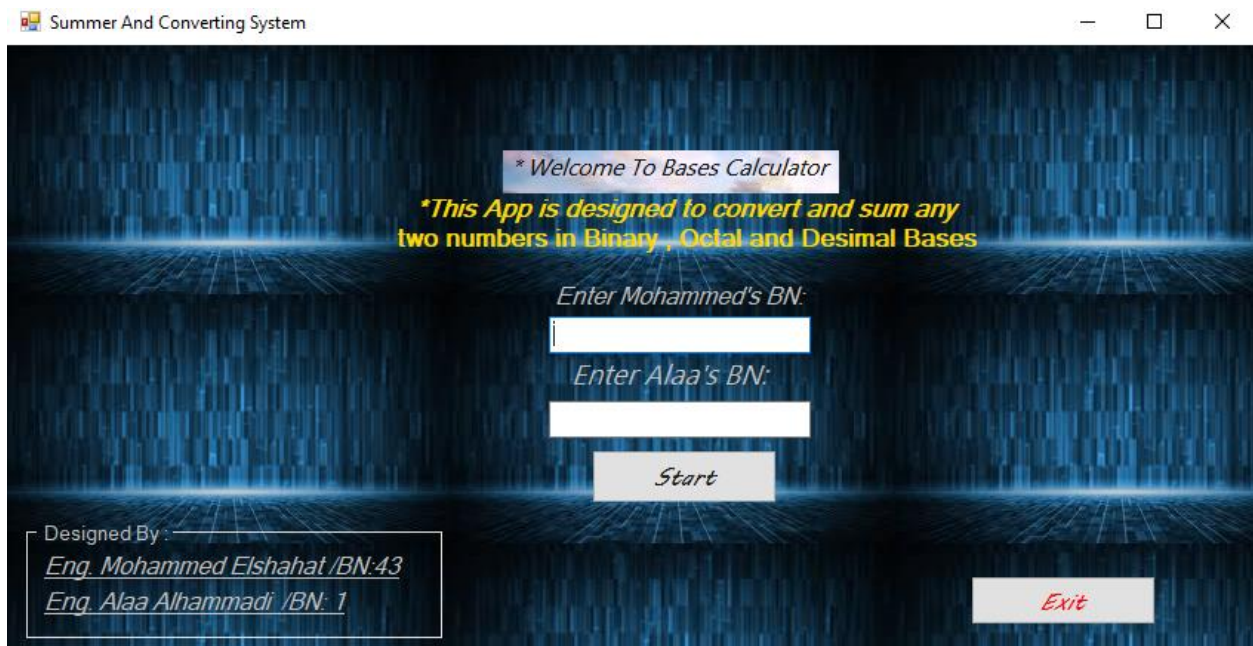 Summer And Converting System
* Welcome To Bases Calculator
*This App is designed to convert and sum any
two numbers in Binary , Octal and Desimal Bases
Enter Mohammed's BN:
Enter Alaa's BN:
Start
Designed By :
Eng. Mohammed Elshahat /BN:43
Eng. Alaa Alhammadi /BN: 1
Exit